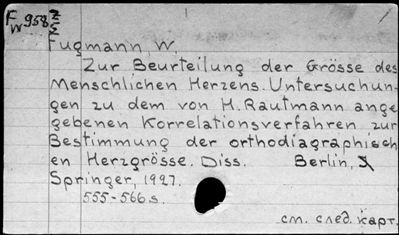 F 958 z
W z
Fugmann, W.
Zur Beurteilung der Grösse des
Menschlichen Herzens. Untersuchun-
gen zu dem von H. Rautmann ange
gebenen Korrelationsverfahren zur
Bestimmung der orthodiagraphisch
en Herzgrösse. Diss. Berlin,
Springer, 1927.
555-566 s.
см. след. карт.